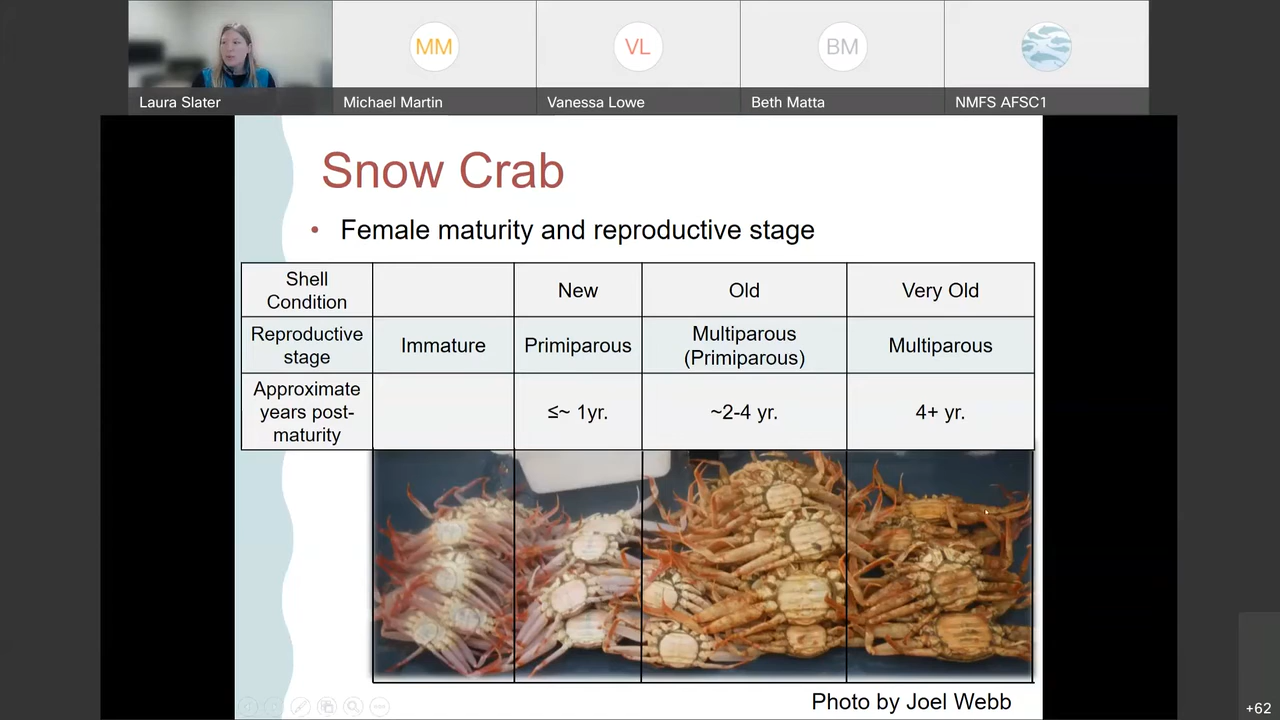 MM
VL
BM
Laura Slater
Michael Martin
Vanessa Lowe
Beth Matta
NMFS AFSC1
Snow Crab
• Female maturity and reproductive stage
Shell
Condition
New
Old
Very Old
Reproductive
stage
Immature
Primiparous
Multiparous
(Primiparous)
Multiparous
Approximate
years post-
maturity
≤~ 1yr.
~2-4 yr.
4+ yr.
Photo by Joel Webb
+62